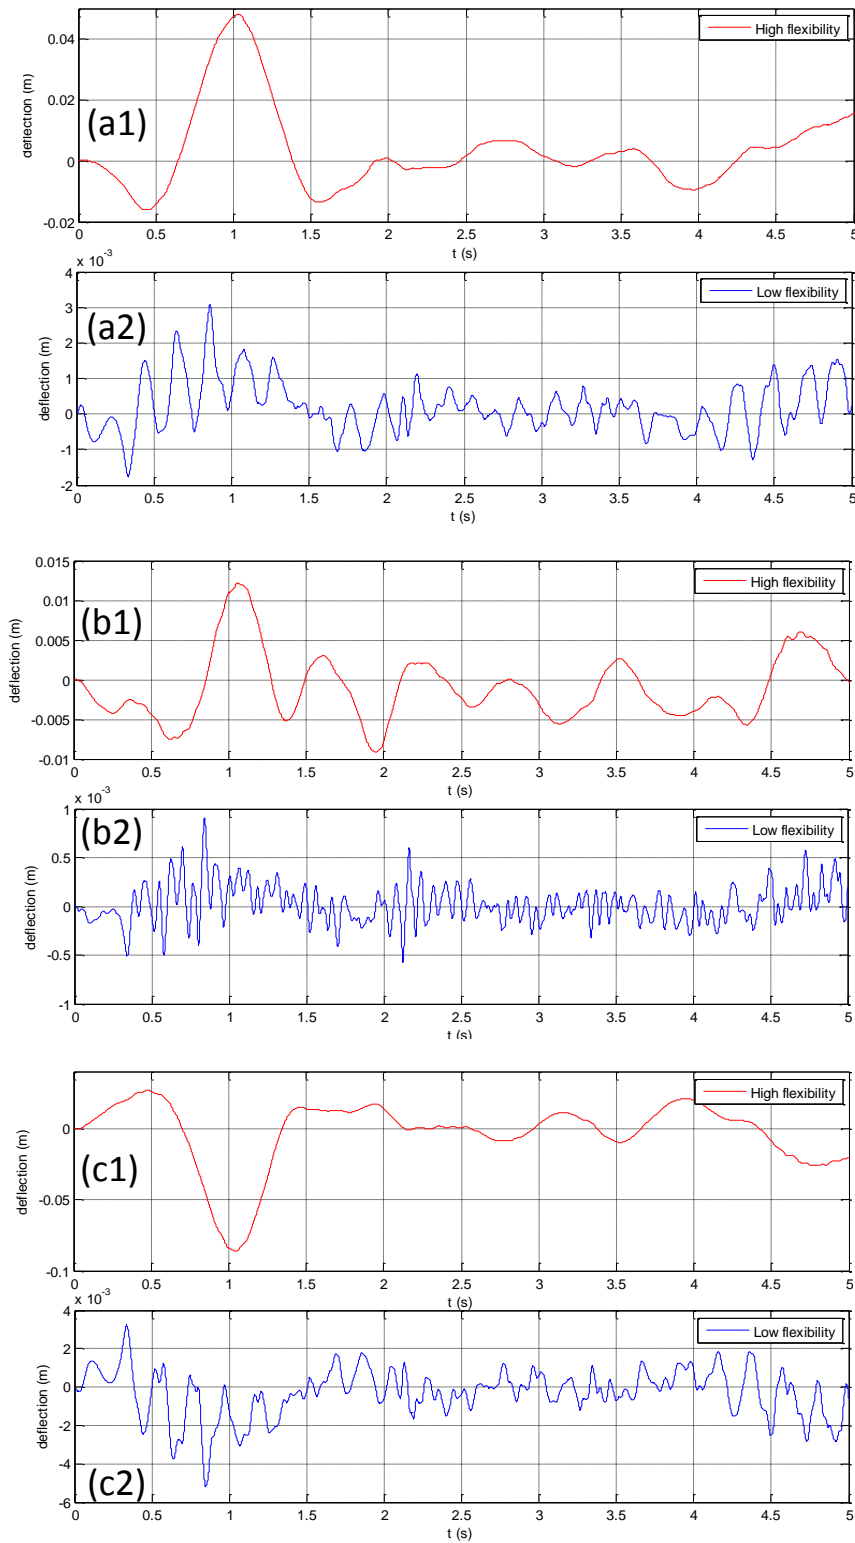 0.04
0.02
0
-0.02
deflection (m)
(a1)
High flexibility
0 0.5 1 1.5 2 2.5 3 3.5 4 4.5 5
t (s)
x 10^-3
4
3
2
1
0
-1
-2
deflection (m)
(a2)
Low flexibility
0 0.5 1 1.5 2 2.5 3 3.5 4 4.5 5
t (s)
0.015
0.01
0.005
0
-0.005
-0.01
deflection (m)
(b1)
High flexibility
0 0.5 1 1.5 2 2.5 3 3.5 4 4.5 5
t (s)
x 10^-3
1
0.5
0
-0.5
-1
deflection (m)
(b2)
Low flexibility
0 0.5 1 1.5 2 2.5 3 3.5 4 4.5 5
t (s)
0
-0.05
-0.1
deflection (m)
(c1)
High flexibility
0 0.5 1 1.5 2 2.5 3 3.5 4 4.5 5
t (s)
x 10^-3
4
2
0
-2
-4
-6
deflection (m)
(c2)
Low flexibility
0 0.5 1 1.5 2 2.5 3 3.5 4 4.5 5
t (s)